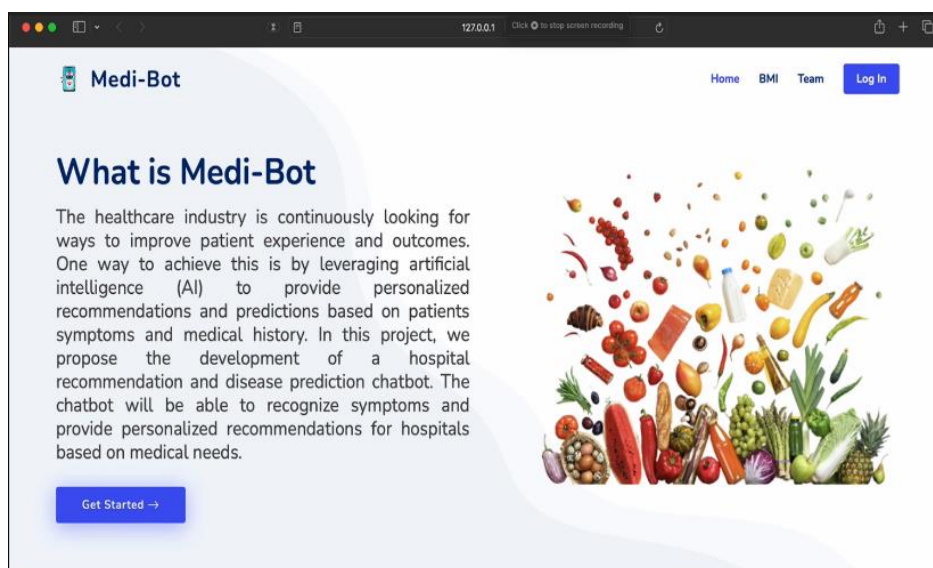 127.0.0.1
Click to stop screen recording
Medi-Bot
Home BMI Team Log In
What is Medi-Bot
The healthcare industry is continuously looking for
ways to improve patient experience and outcomes.
One way to achieve this is by leveraging artificial
intelligence (AI) to provide personalized
recommendations and predictions based on patients
symptoms and medical history. In this project, we
propose the development of a hospital
recommendation and disease prediction chatbot. The
chatbot will be able to recognize symptoms and
provide personalized recommendations for hospitals
based on medical needs.
Get Started →